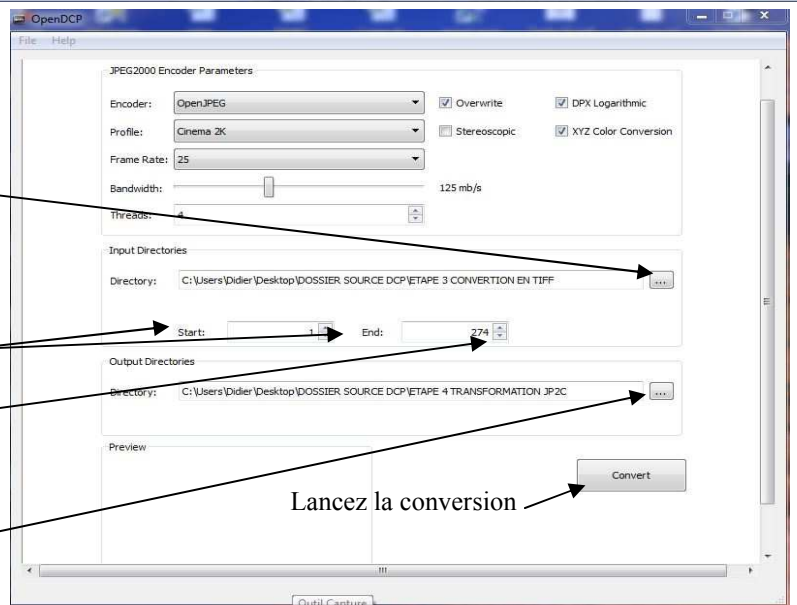 OpenDCP
File Help
JPEG2000 Encoder Parameters
Encoder: OpenJPEG Overwrite DPX Logarithmic
Profile: Cinema 2K Stereoscopic XYZ Color Conversion
Frame Rate: 25
Bandwidth: 125 mb/s
Threads: 4
Input Directories
Directory: C:\Users\Didier\Desktop\DOSSIER SOURCE DCP\ETAPE 3 CONVERTION EN TIFF ...
Start: 1 End: 274
Output Directories
Directory: C:\Users\Didier\Desktop\DOSSIER SOURCE DCP\ETAPE 4 TRANSFORMATION JP2C ...
Preview
Convert
Lancez la conversion
Outil Capture